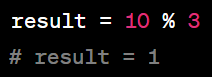 result = 10 % 3
# result = 1